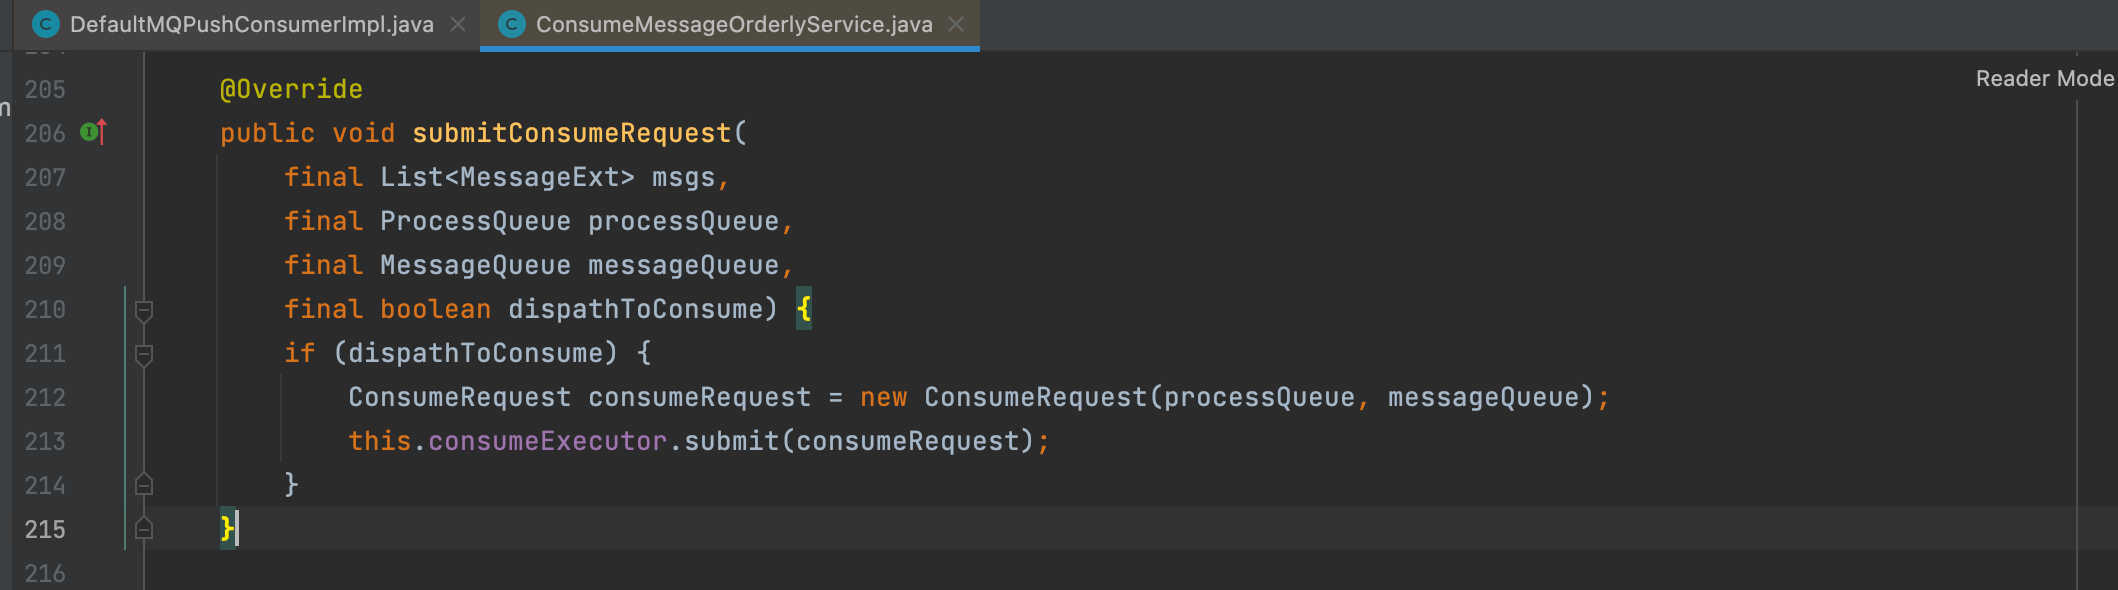 DefaultMQPushConsumerImpl.java ConsumeMessageOrderlyService.java
Reader Mode
205 @Override
206 public void submitConsumeRequest(
207 final List<MessageExt> msgs,
208 final ProcessQueue processQueue,
209 final MessageQueue messageQueue,
210 final boolean dispathToConsume) {
211 if (dispathToConsume) {
212 ConsumeRequest consumeRequest = new ConsumeRequest(processQueue, messageQueue);
213 this.consumeExecutor.submit(consumeRequest);
214 }
215 }
216